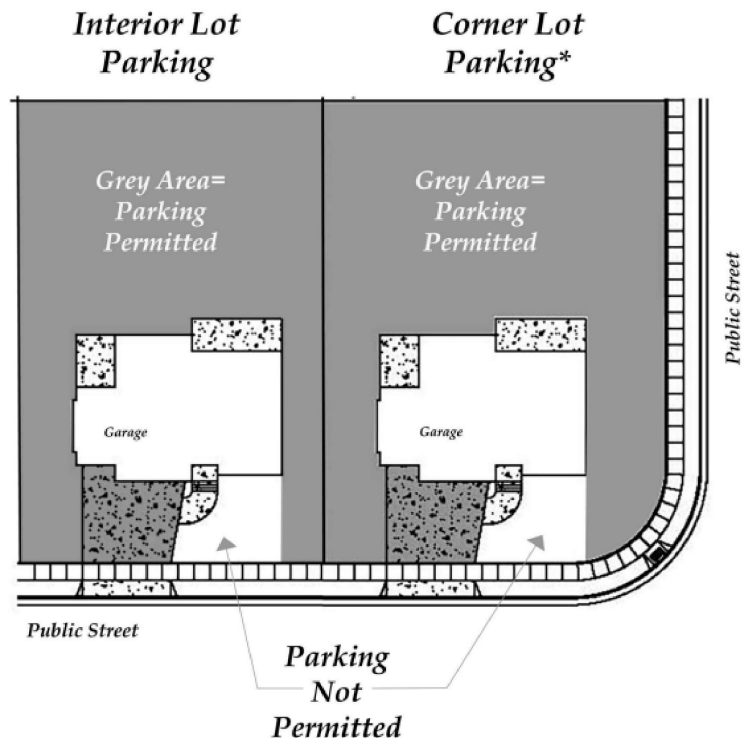 Interior Lot
Parking
Corner Lot
Parking*
Grey Area=
Parking
Permitted
Grey Area=
Parking
Permitted
Public Street
Garage
Garage
Public Street
Parking
Not
Permitted